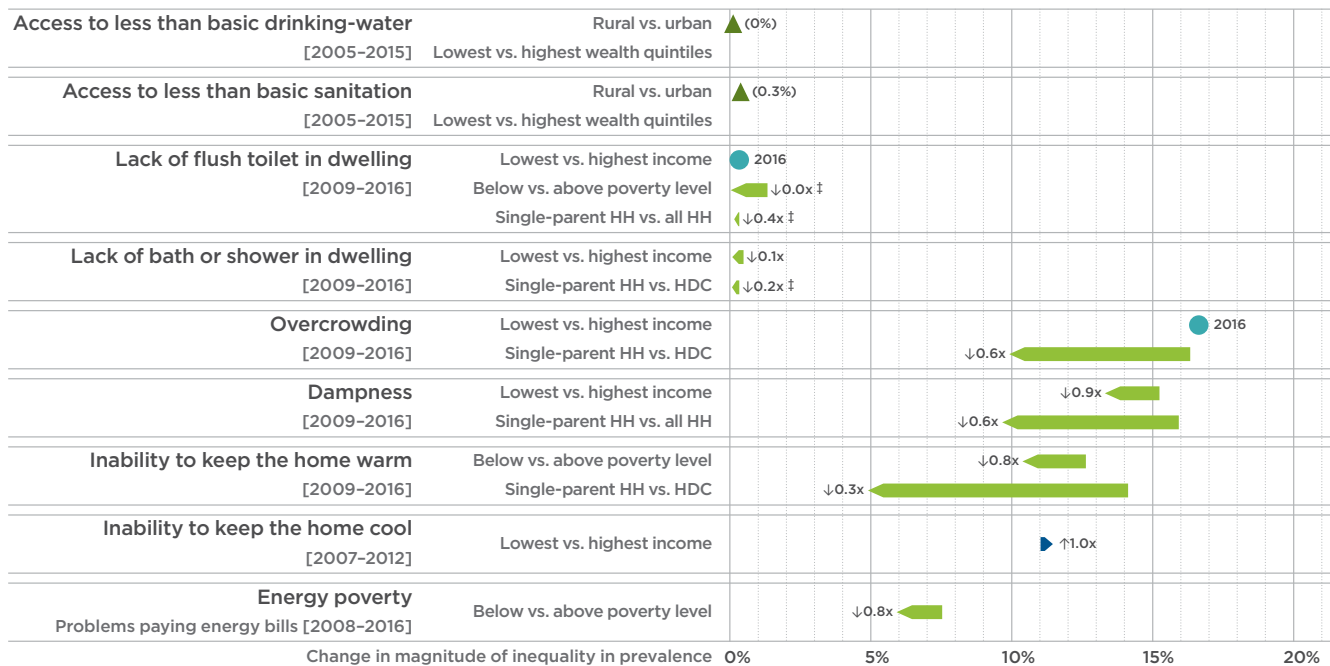 Access to less than basic drinking-water Rural vs. urban (0%)
[2005–2015] Lowest vs. highest wealth quintiles
Access to less than basic sanitation Rural vs. urban (0.3%)
[2005–2015] Lowest vs. highest wealth quintiles
Lack of flush toilet in dwelling Lowest vs. highest income 2016
[2009–2016] Below vs. above poverty level ↓0.0x ‡
Single-parent HH vs. all HH ↓0.4x ‡
Lack of bath or shower in dwelling Lowest vs. highest income ↓0.1x
[2009–2016] Single-parent HH vs. HDC ↓0.2x ‡
Overcrowding Lowest vs. highest income 2016
[2009–2016] Single-parent HH vs. HDC ↓0.6x
Dampness Lowest vs. highest income ↓0.9x
[2009–2016] Single-parent HH vs. all HH ↓0.6x
Inability to keep the home warm Below vs. above poverty level ↓0.8x
[2009–2016] Single-parent HH vs. HDC ↓0.3x
Inability to keep the home cool
Lowest vs. highest income ↑1.0x
[2007–2012]
Energy poverty
Below vs. above poverty level ↓0.8x
Problems paying energy bills [2008–2016]
Change in magnitude of inequality in prevalence 0% 5% 10% 15% 20%